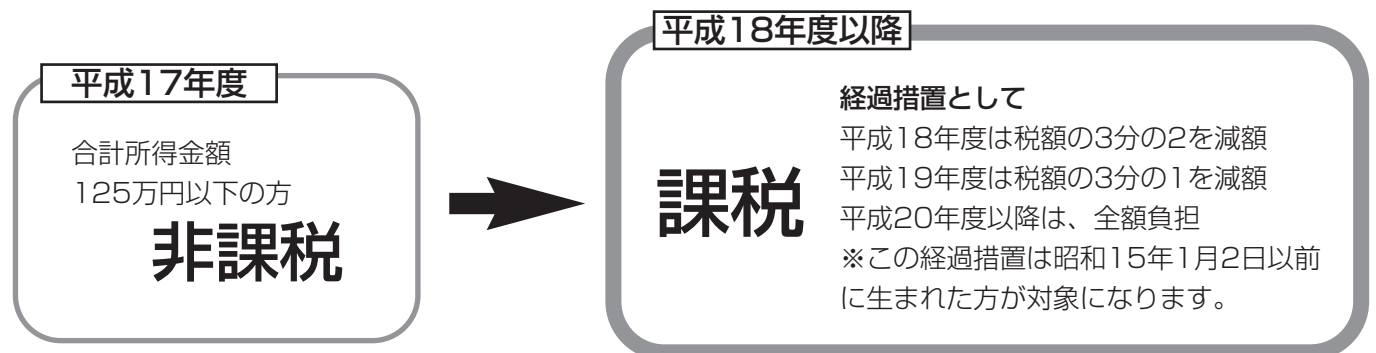 平成17年度
合計所得金額
125万円以下の方
非課税
平成18年度以降
課税
経過措置として
平成18年度は税額の3分の2を減額
平成19年度は税額の3分の1を減額
平成20年度以降は、全額負担
※この経過措置は昭和15年1月2日以前
に生まれた方が対象になります。